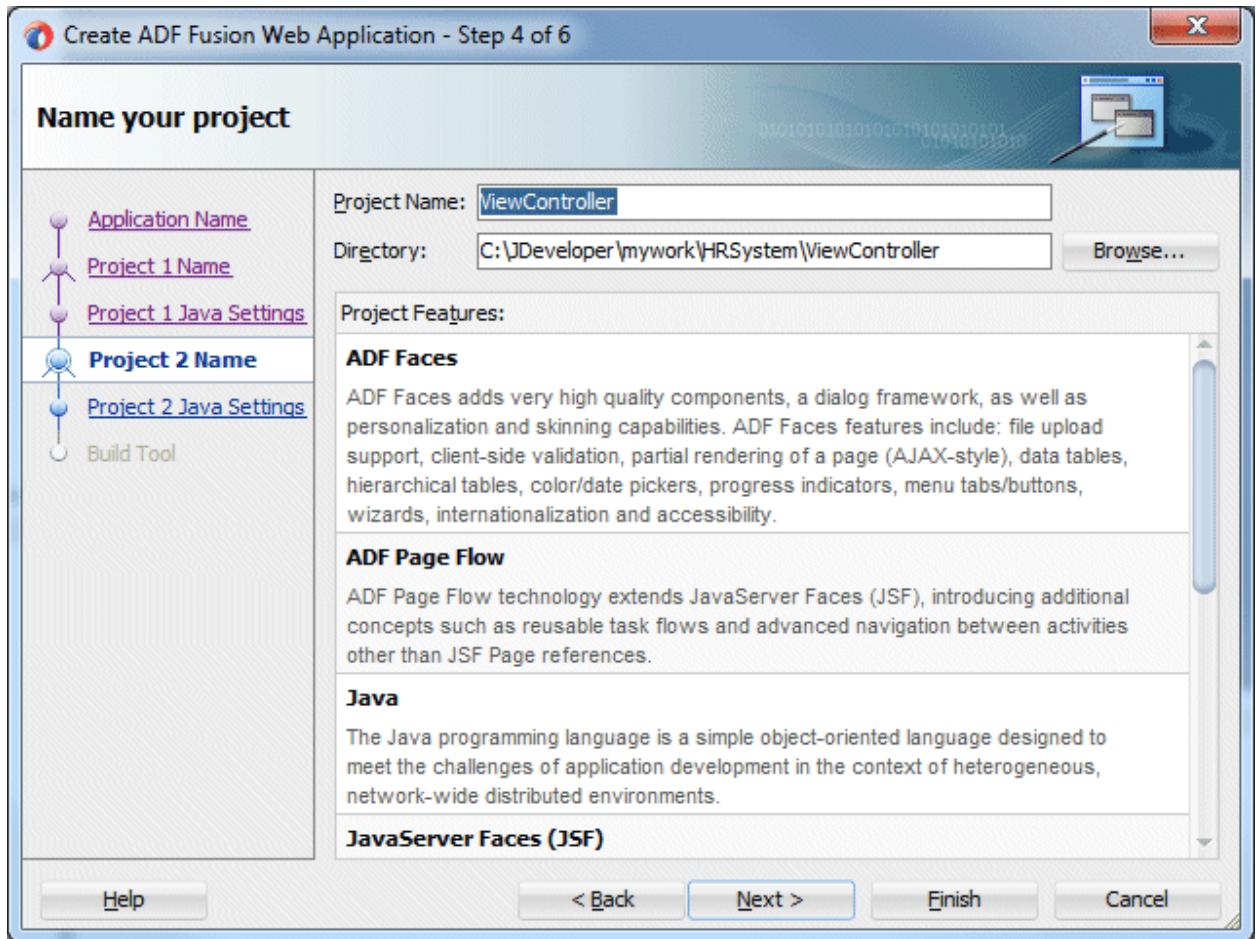 Create ADF Fusion Web Application - Step 4 of 6
Name your project
Application Name
Project 1 Name
Project 1 Java Settings
Project 2 Name
Project 2 Java Settings
Build Tool
Project Name: ViewController
Directory: C:\JDeveloper\mywork\HRSystem\ViewController Browse...
Project Features:
ADF Faces
ADF Faces adds very high quality components, a dialog framework, as well as
personalization and skinning capabilities. ADF Faces features include: file upload
support, client-side validation, partial rendering of a page (AJAX-style), data tables,
hierarchical tables, color/date pickers, progress indicators, menu tabs/buttons,
wizards, internationalization and accessibility.
ADF Page Flow
ADF Page Flow technology extends JavaServer Faces (JSF), introducing additional
concepts such as reusable task flows and advanced navigation between activities
other than JSF Page references.
Java
The Java programming language is a simple object-oriented language designed to
meet the challenges of application development in the context of heterogeneous,
network-wide distributed environments.
JavaServer Faces (JSF)
Help < Back Next > Finish Cancel